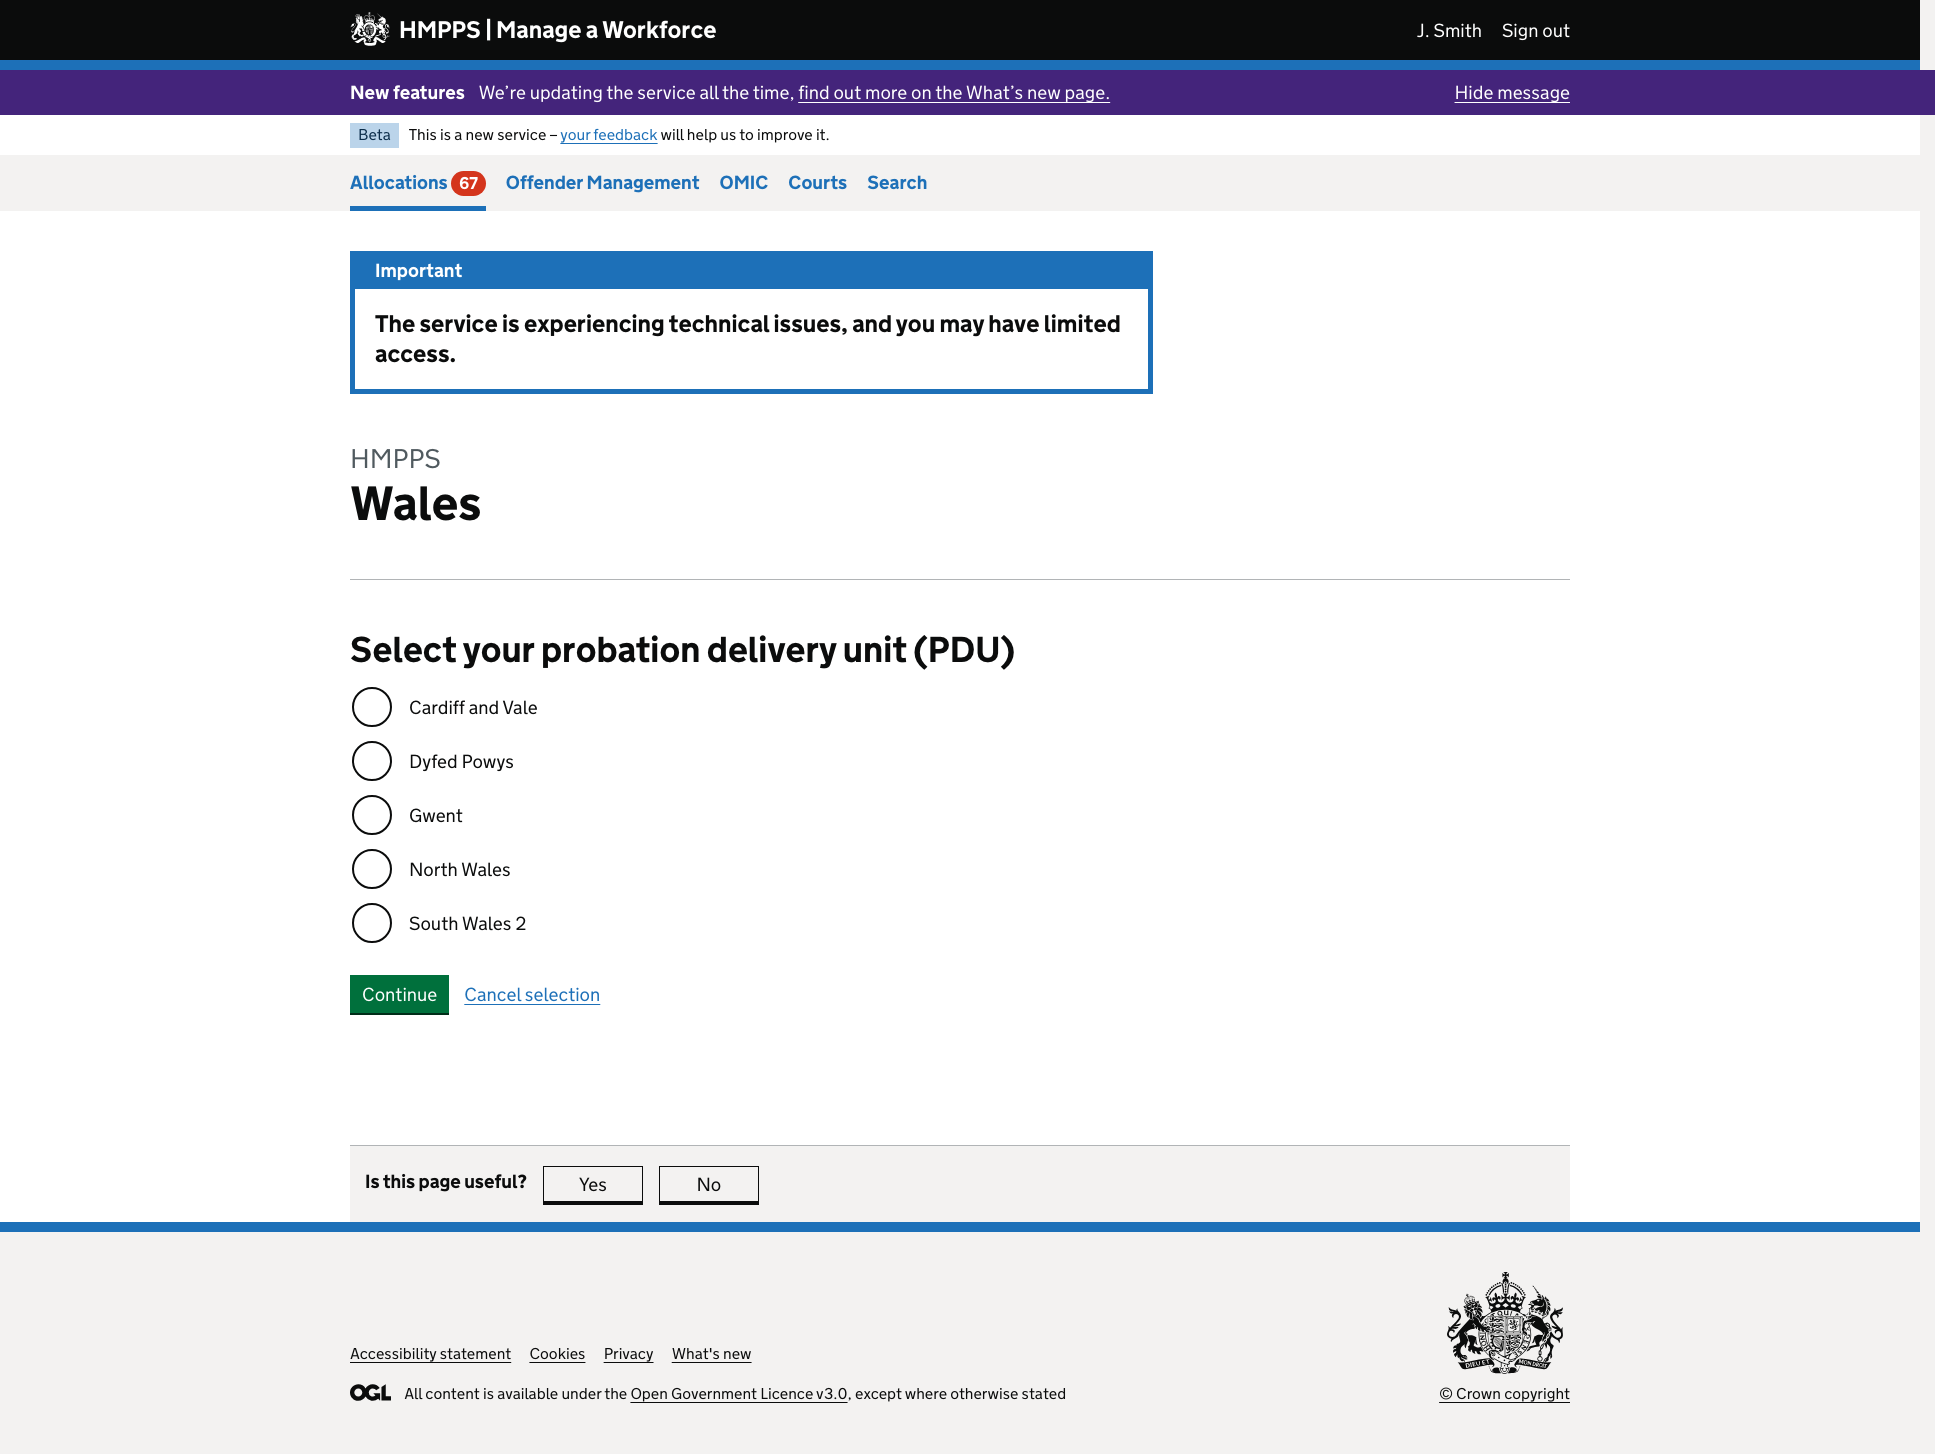 HMPPS | Manage a Workforce
J. Smith Sign out
New features We’re updating the service all the time, find out more on the What’s new page. Hide message
Beta This is a new service – your feedback will help us to improve it.
Allocations 67 Offender Management OMIC Courts Search
Important
The service is experiencing technical issues, and you may have limited
access.
HMPPS
Wales
Select your probation delivery unit (PDU)
Cardiff and Vale
Dyfed Powys
Gwent
North Wales
South Wales 2
Continue Cancel selection
Is this page useful? Yes No
Accessibility statement Cookies Privacy What's new
OGL All content is available under the Open Government Licence v3.0, except where otherwise stated
© Crown copyright